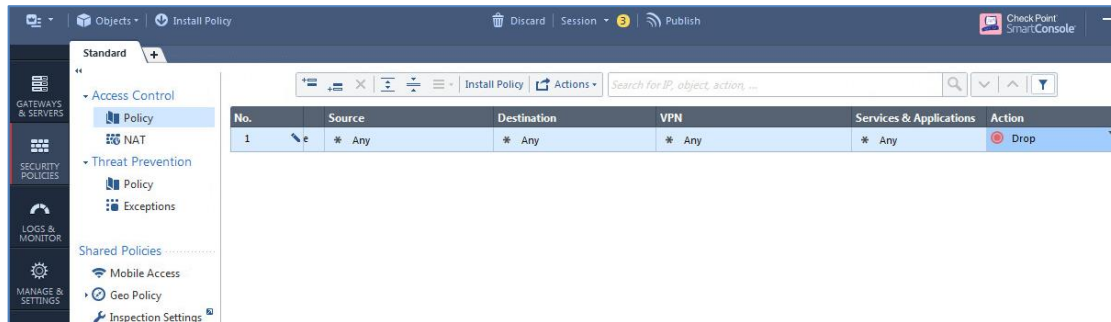 Objects Install Policy Discard Session 3 Publish Check Point SmartConsole
Standard +
GATEWAYS & SERVERS
SECURITY POLICIES
LOGS & MONITOR
MANAGE & SETTINGS
Access Control
Policy
NAT
Threat Prevention
Policy
Exceptions
Shared Policies
Mobile Access
Geo Policy
Inspection Settings
Install Policy Actions Search for IP, object, action, ...
No. Source Destination VPN Services & Applications Action
1 e * Any * Any * Any * Any Drop